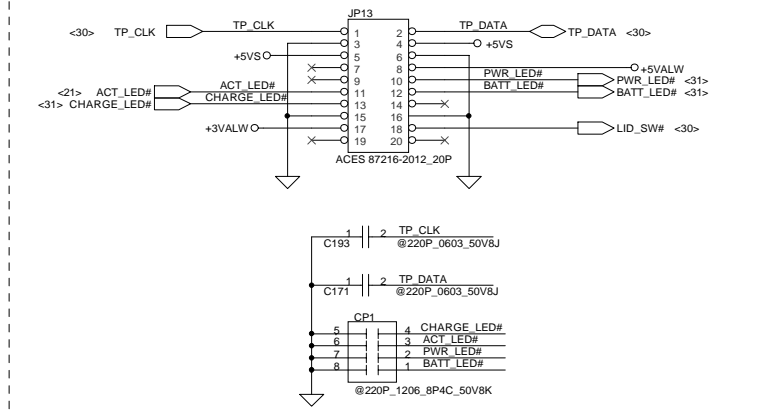 JP13
<30> TP_CLK TP_CLK 1 2 TP_DATA TP_DATA <30>
3 4 +5VS
+5VS 5 6
7 8 +5VALW
9 10 PWR_LED# PWR_LED# <31>
<21> ACT_LED# ACT_LED# 11 12 BATT_LED# BATT_LED# <31>
<31> CHARGE_LED# CHARGE_LED# 13 14
15 16
+3VALW 17 18 LID_SW# <30>
19 20
ACES 87216-2012_20P
1 2 TP_CLK
C193 @220P_0603_50V8J
1 2 TP_DATA
C171 @220P_0603_50V8J
CP1
5 4 CHARGE_LED#
6 3 ACT_LED#
7 2 PWR_LED#
8 1 BATT_LED#
@220P_1206_8P4C_50V8K